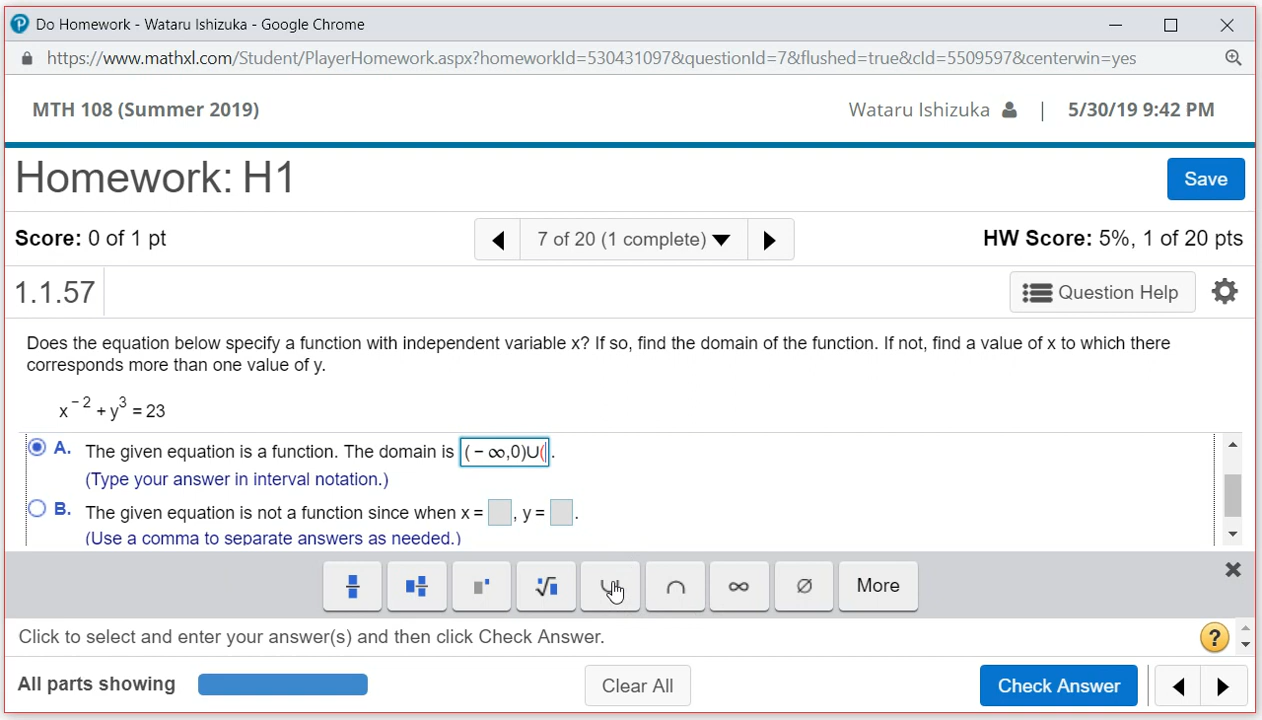 Do Homework - Wataru Ishizuka - Google Chrome
https://www.mathxl.com/Student/PlayerHomework.aspx?homeworkId=530431097&questionId=7&flushed=true&cId=5509597&centerwin=yes
MTH 108 (Summer 2019)
Wataru Ishizuka | 5/30/19 9:42 PM
Homework: H1
Save
Score: 0 of 1 pt
7 of 20 (1 complete)
HW Score: 5%, 1 of 20 pts
1.1.57
Question Help
Does the equation below specify a function with independent variable x? If so, find the domain of the function. If not, find a value of x to which there
corresponds more than one value of y.
x⁻² + y³ = 23
A. The given equation is a function. The domain is (-∞,0)∪(.
(Type your answer in interval notation.)
B. The given equation is not a function since when x = , y = .
(Use a comma to separate answers as needed.)
√ ∪ ∩ ∞ ∅ More
Click to select and enter your answer(s) and then click Check Answer.
?
All parts showing
Clear All
Check Answer